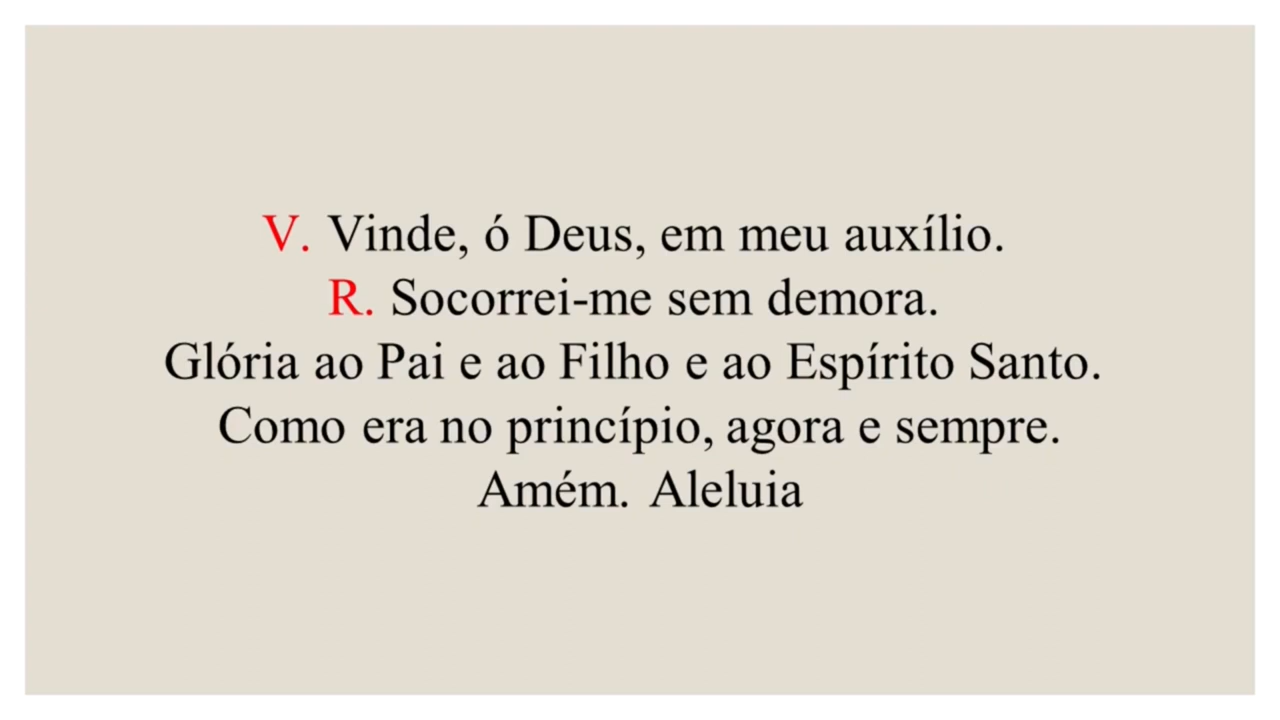 V. Vinde, ó Deus, em meu auxílio.
R. Socorrei-me sem demora.
Glória ao Pai e ao Filho e ao Espírito Santo.
Como era no princípio, agora e sempre.
Amém. Aleluia